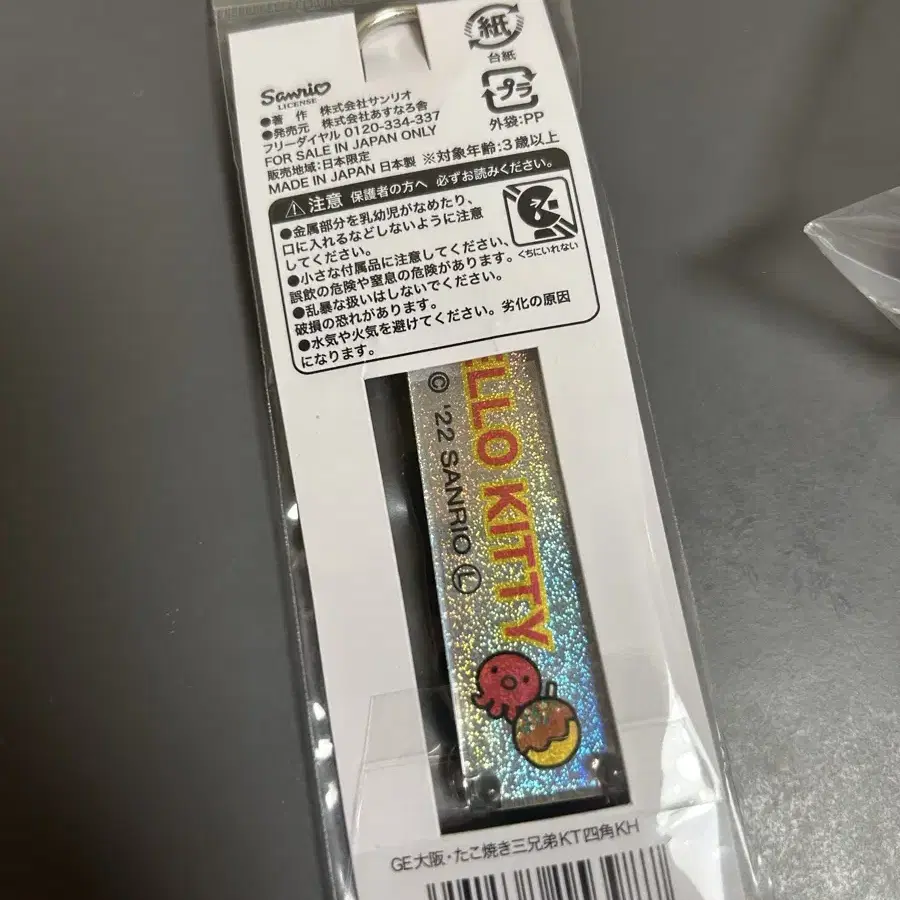 紙
台紙
プラ
外袋:PP
Sanrio
LICENSE
●著 作 株式会社サンリオ
●発売元 株式会社あすなろ舎
フリーダイヤル 0120-334-337
FOR SALE IN JAPAN ONLY
販売地域:日本限定
MADE IN JAPAN 日本製 ※対象年齢:3歳以上
注意 保護者の方へ 必ずお読みください。
●金属部分を乳幼児がなめたり、
口に入れるなどしないように注意
してください。
●小さな付属品に注意してください、
誤飲の危険や窒息の危険があります。
●乱暴な扱いはしないでください。
破損の恐れがあります。
●水気や火気を避けてください。劣化の原因
になります。
くちにいれない
ELLO KITTY
© '22 SANRIO Ⓛ
GE大阪・たこ焼き三兄弟KT四角KH